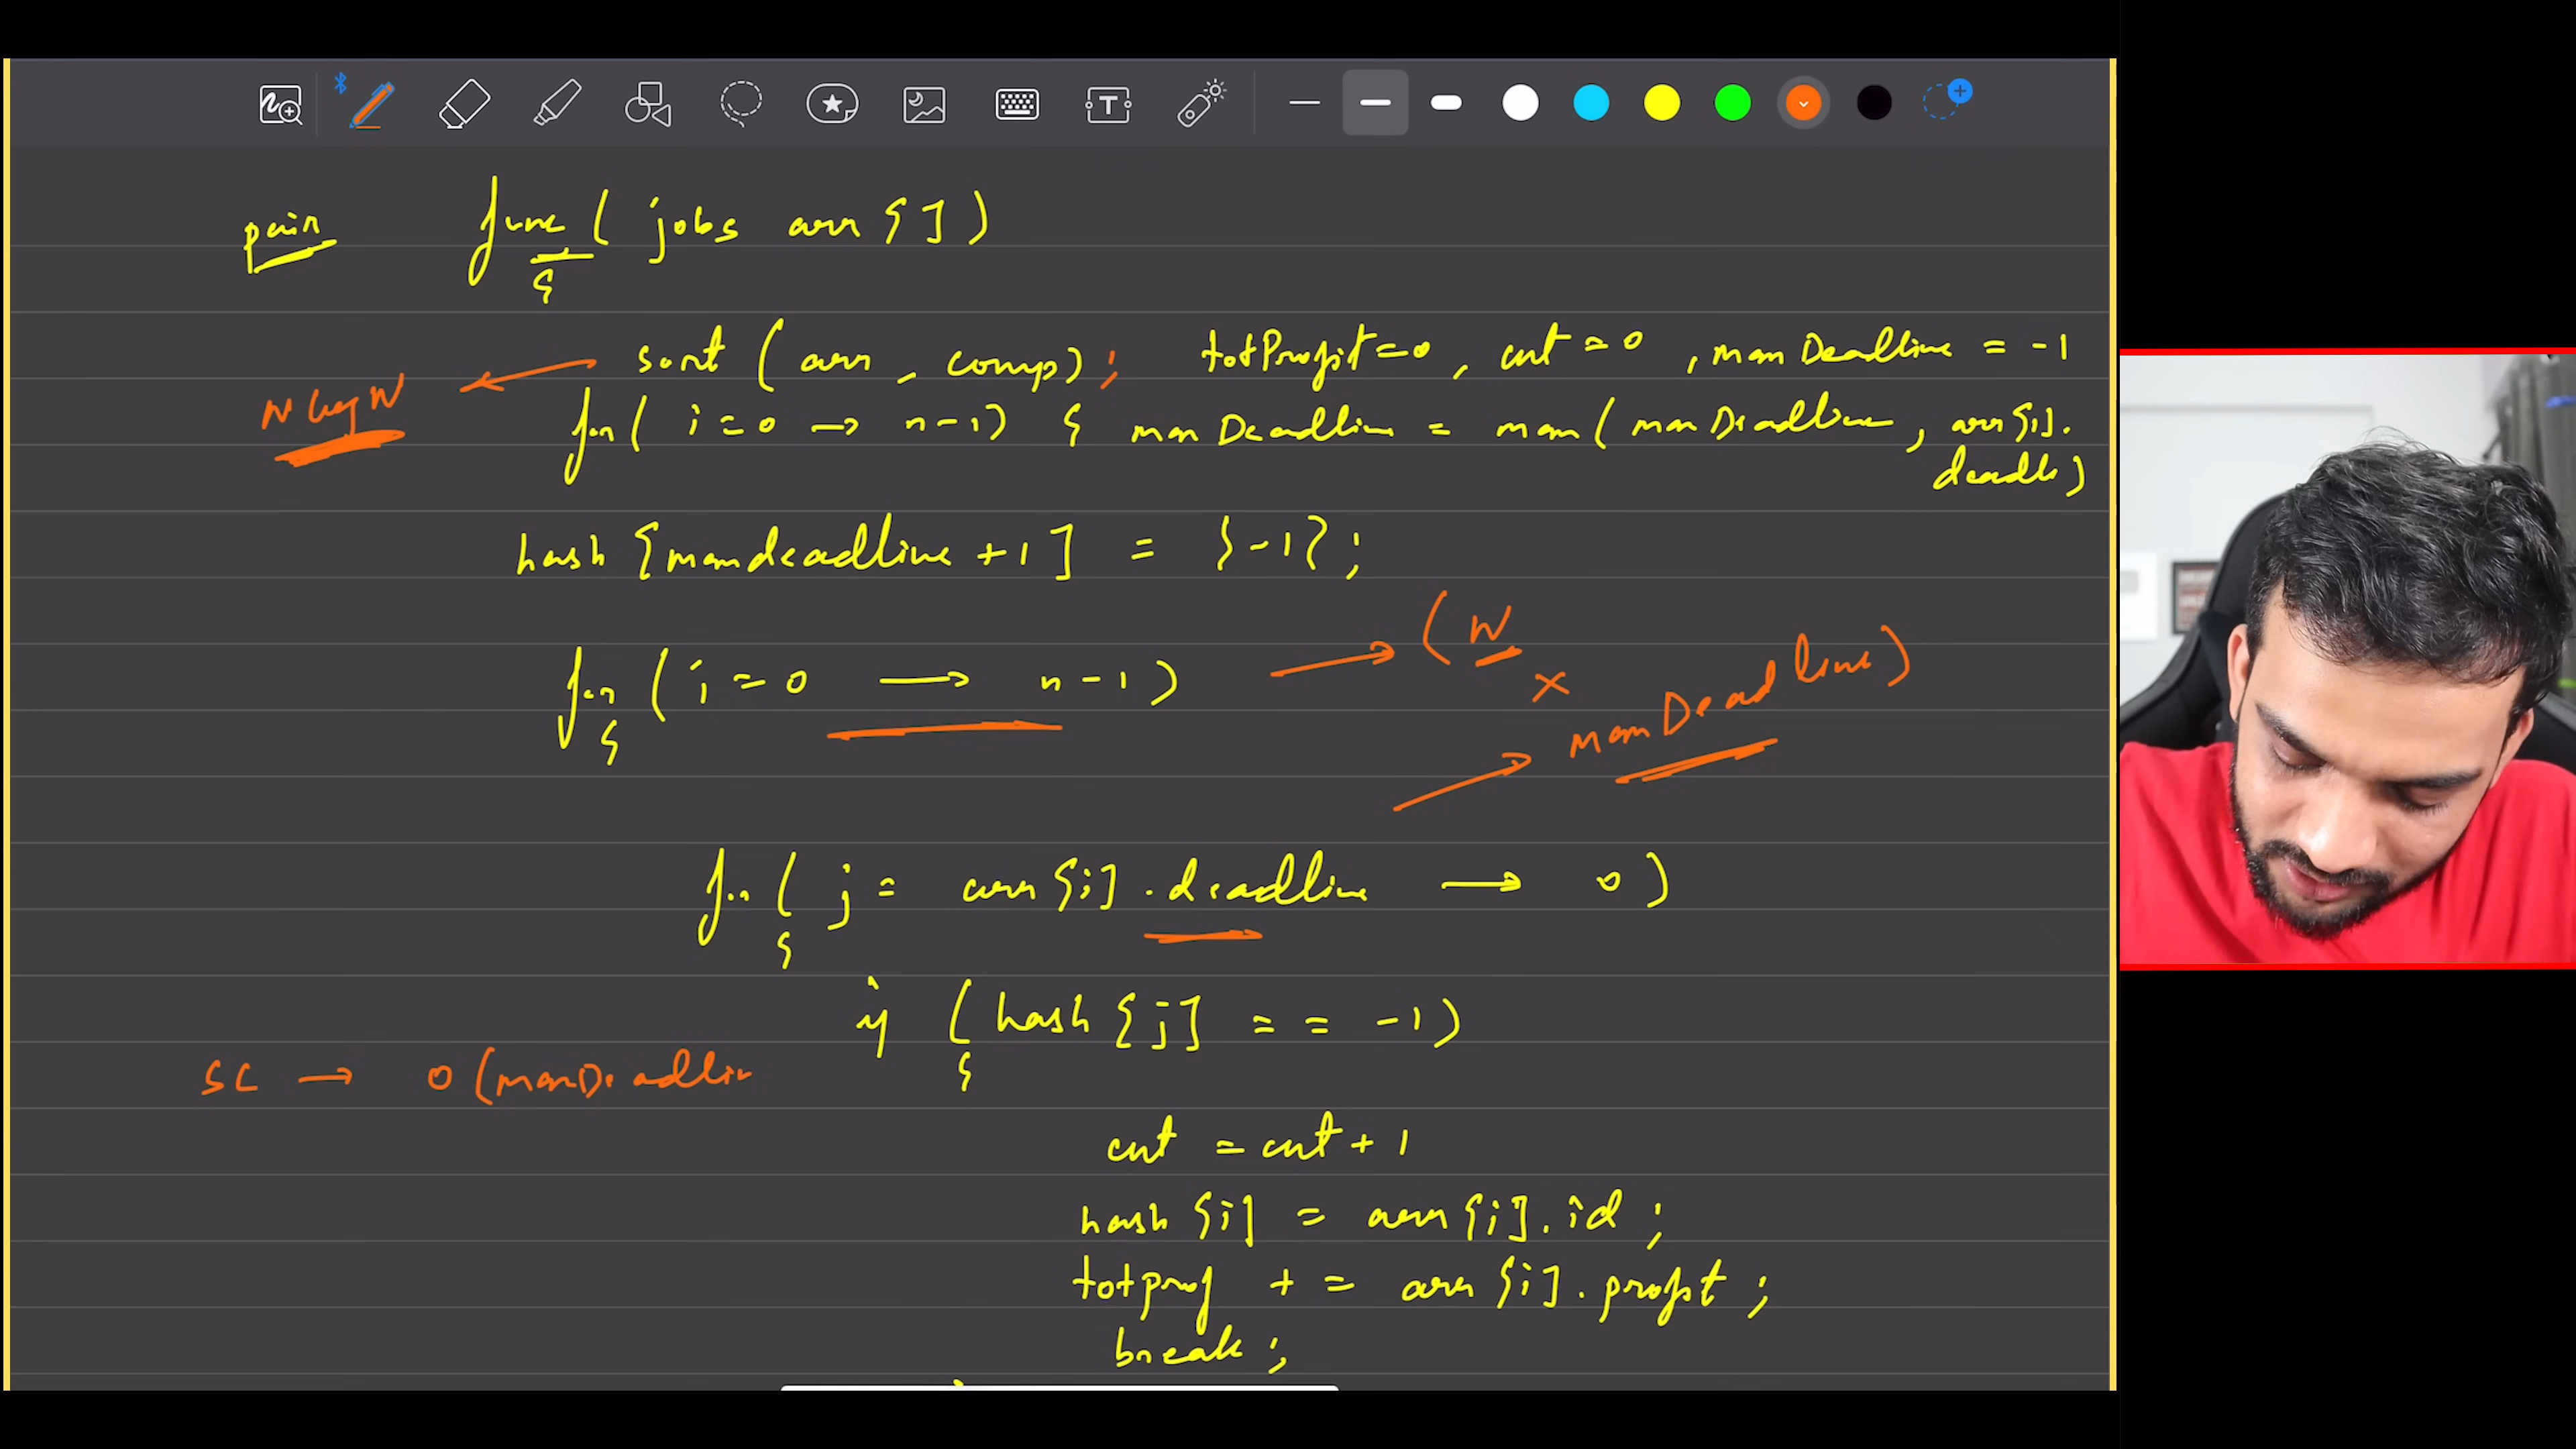 pair func ( jobs arr [ ] )
{
sort ( arr , comp ) ; totProfit = 0 , cnt = 0 , maxDeadline = -1
N log N
for ( i = 0 → n-1 ) { maxDeadline = max ( maxDeadline , arr[i].
deadli )
hash [ maxdeadline + 1 ] = { -1 } ;
for ( i = 0 → n-1 ) → ( N
{ × maxDeadline )
for ( j = arr [i] . deadline → 0 )
{
if ( hash [ j ] = = -1 )
{
SC → O ( maxDeadlin
cnt = cnt + 1
hash [j] = arr [i] . id ;
totprof + = arr [i] . profit ;
break ;